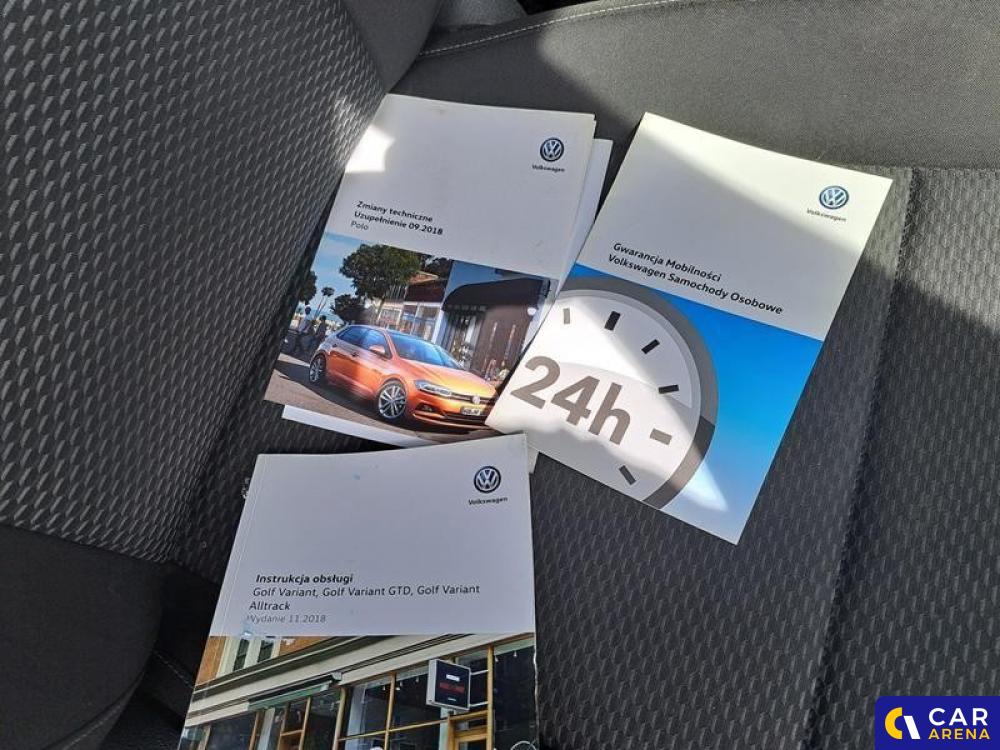 Volkswagen
Zmiany techniczne
Uzupełnienie 09.2018
Polo
Volkswagen
Gwarancja Mobilności
Volkswagen Samochody Osobowe
24h
Volkswagen
Instrukcja obsługi
Golf Variant, Golf Variant GTD, Golf Variant
Alltrack
Wydanie 11.2018
CAR
ARENA